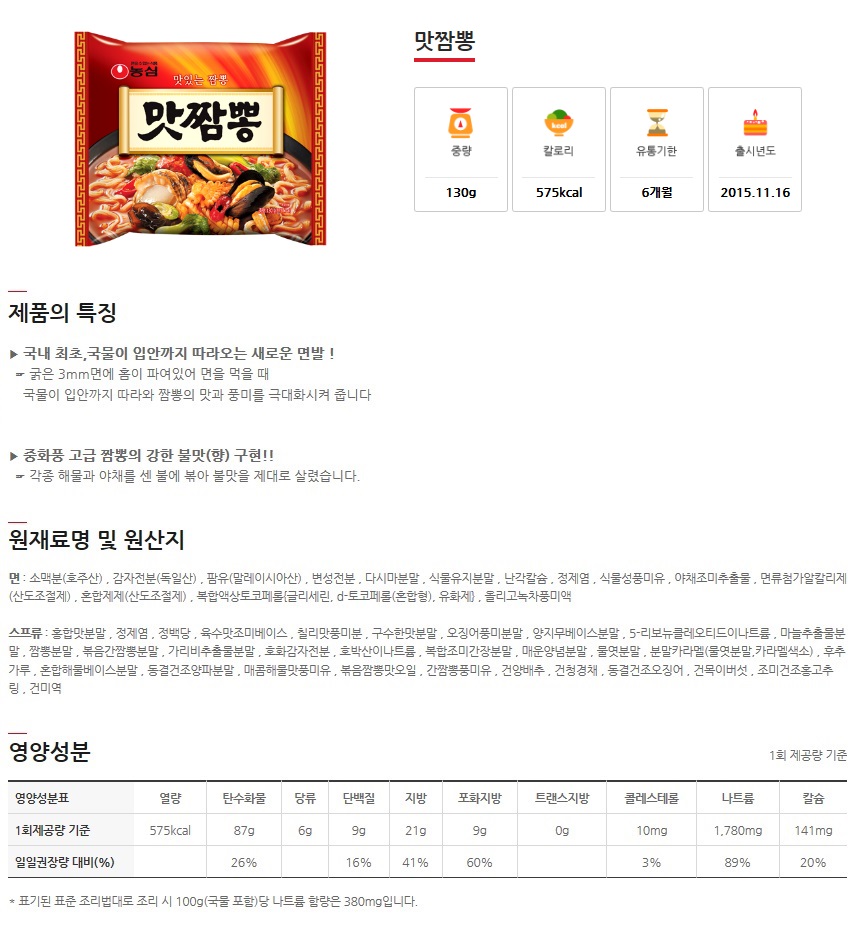 맛짬뽕
농심
맛있는 짬뽕
맛짬뽕
중량
칼로리
유통기한
출시년도
130g
575kcal
6개월
2015.11.16
제품의 특징
▶ 국내 최초,국물이 입안까지 따라오는 새로운 면발 !
☞ 굵은 3mm면에 홈이 파여있어 면을 먹을 때
국물이 입안까지 따라와 짬뽕의 맛과 풍미를 극대화시켜 줍니다
▶ 중화풍 고급 짬뽕의 강한 불맛(향) 구현!!
☞ 각종 해물과 야채를 센 불에 볶아 불맛을 제대로 살렸습니다.
원재료명 및 원산지
면 : 소맥분(호주산) , 감자전분(독일산) , 팜유(말레이시아산) , 변성전분 , 다시마분말 , 식물유지분말 , 난각칼슘 , 정제염 , 식물성풍미유 , 야채조미추출물 , 면류첨가알칼리제
(산도조절제) , 혼합제제(산도조절제) , 복합액상토코페롬{글리세린, d-토코페롤(혼합형), 유화제} , 올리고녹차풍미액
스프류 : 홍합맛분말 , 정제염 , 정백당 , 육수맛조미베이스 , 칠리맛풍미분 , 구수한맛분말 , 오징어풍미분말 , 양지무베이스분말 , 5-리보뉴클레오티드이나트륨 , 마늘추출물분
말 , 짬뽕분말 , 볶음간짬뽕분말 , 가리비추출물분말 , 호화감자전분 , 호박산이나트륨 , 복합조미간장분말 , 매운양념분말 , 물엿분말 , 분말카라멜(물엿분말,카라멜색소) , 후추
가루 , 혼합해물베이스분말 , 동결건조양파분말 , 매콤해물맛풍미유 , 볶음짬뽕맛오일 , 간짬뽕풍미유 , 건양배추 , 건청경채 , 동결건조오징어 , 건목이버섯 , 조미건조홍고추
링 , 건미역
영양성분
1회 제공량 기준
영양성분표 열량 탄수화물 당류 단백질 지방 포화지방 트랜스지방 콜레스테롤 나트륨 칼슘
1회제공량 기준 575kcal 87g 6g 9g 21g 9g 0g 10mg 1,780mg 141mg
일일권장량 대비(%) 26% 16% 41% 60% 3% 89% 20%
* 표기된 표준 조리법대로 조리 시 100g(국물 포함)당 나트륨 함량은 380mg입니다.